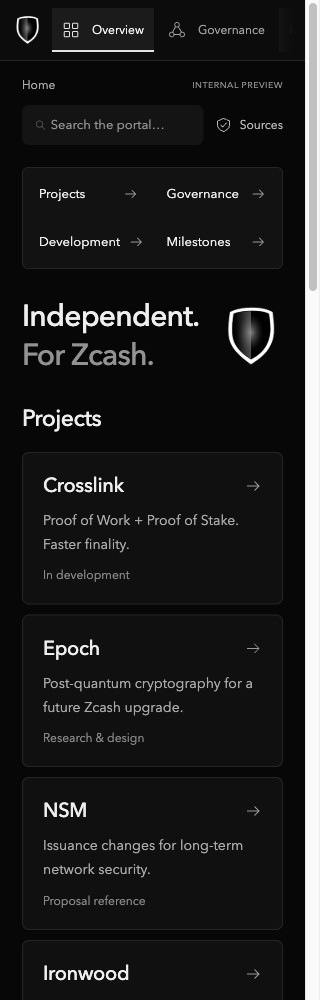 Overview
Governance
Home
INTERNAL PREVIEW
Search the portal…
Sources
Projects
Governance
Development
Milestones
Independent.
For Zcash.
Projects
Crosslink
Proof of Work + Proof of Stake.
Faster finality.
In development
Epoch
Post-quantum cryptography for a
future Zcash upgrade.
Research & design
NSM
Issuance changes for long-term
network security.
Proposal reference
Ironwood